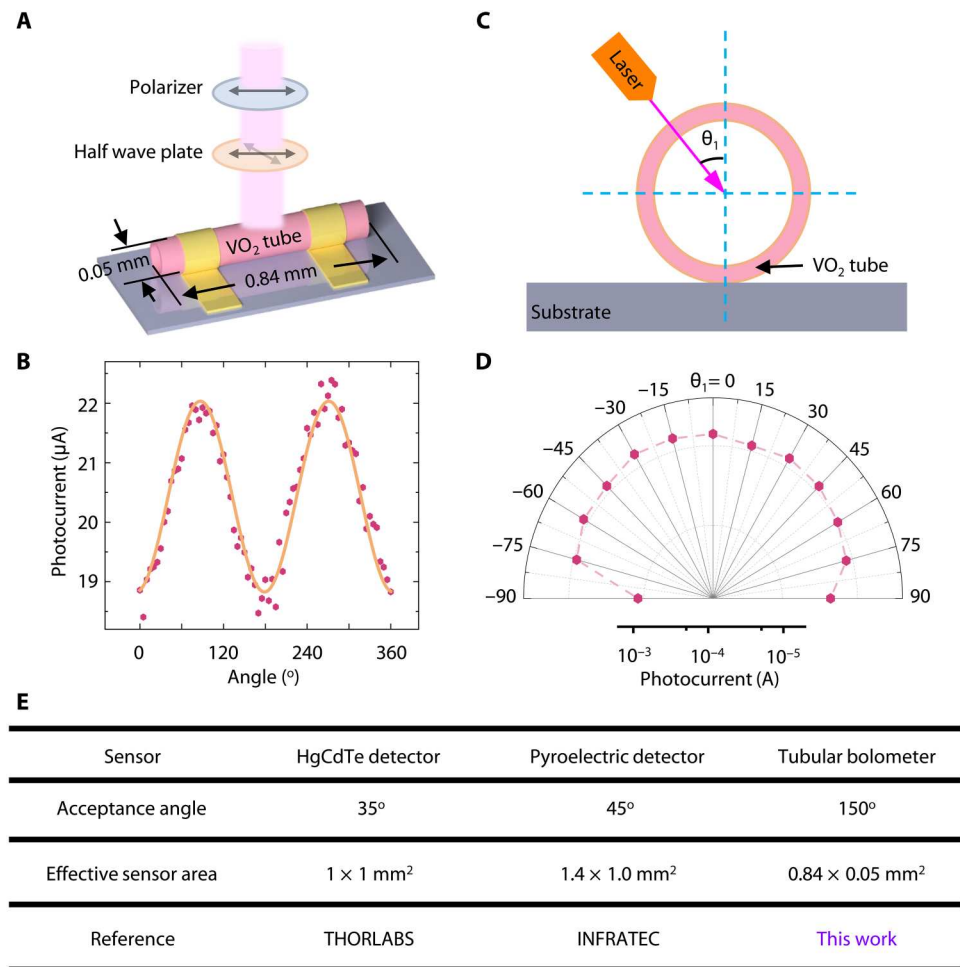 A
Polarizer
Half wave plate
VO₂ tube
0.05 mm
0.84 mm
C
Laser
θ₁
VO₂ tube
Substrate
B
22
21
20
19
Photocurrent (μA)
0 120 240 360
Angle (º)
D
−90 −75 −60 −45 −30 −15 θ₁= 0 15 30 45 60 75 90
10⁻³ 10⁻⁴ 10⁻⁵
Photocurrent (A)
E
Sensor HgCdTe detector Pyroelectric detector Tubular bolometer
Acceptance angle 35º 45º 150º
Effective sensor area 1 × 1 mm² 1.4 × 1.0 mm² 0.84 × 0.05 mm²
Reference THORLABS INFRATEC This work